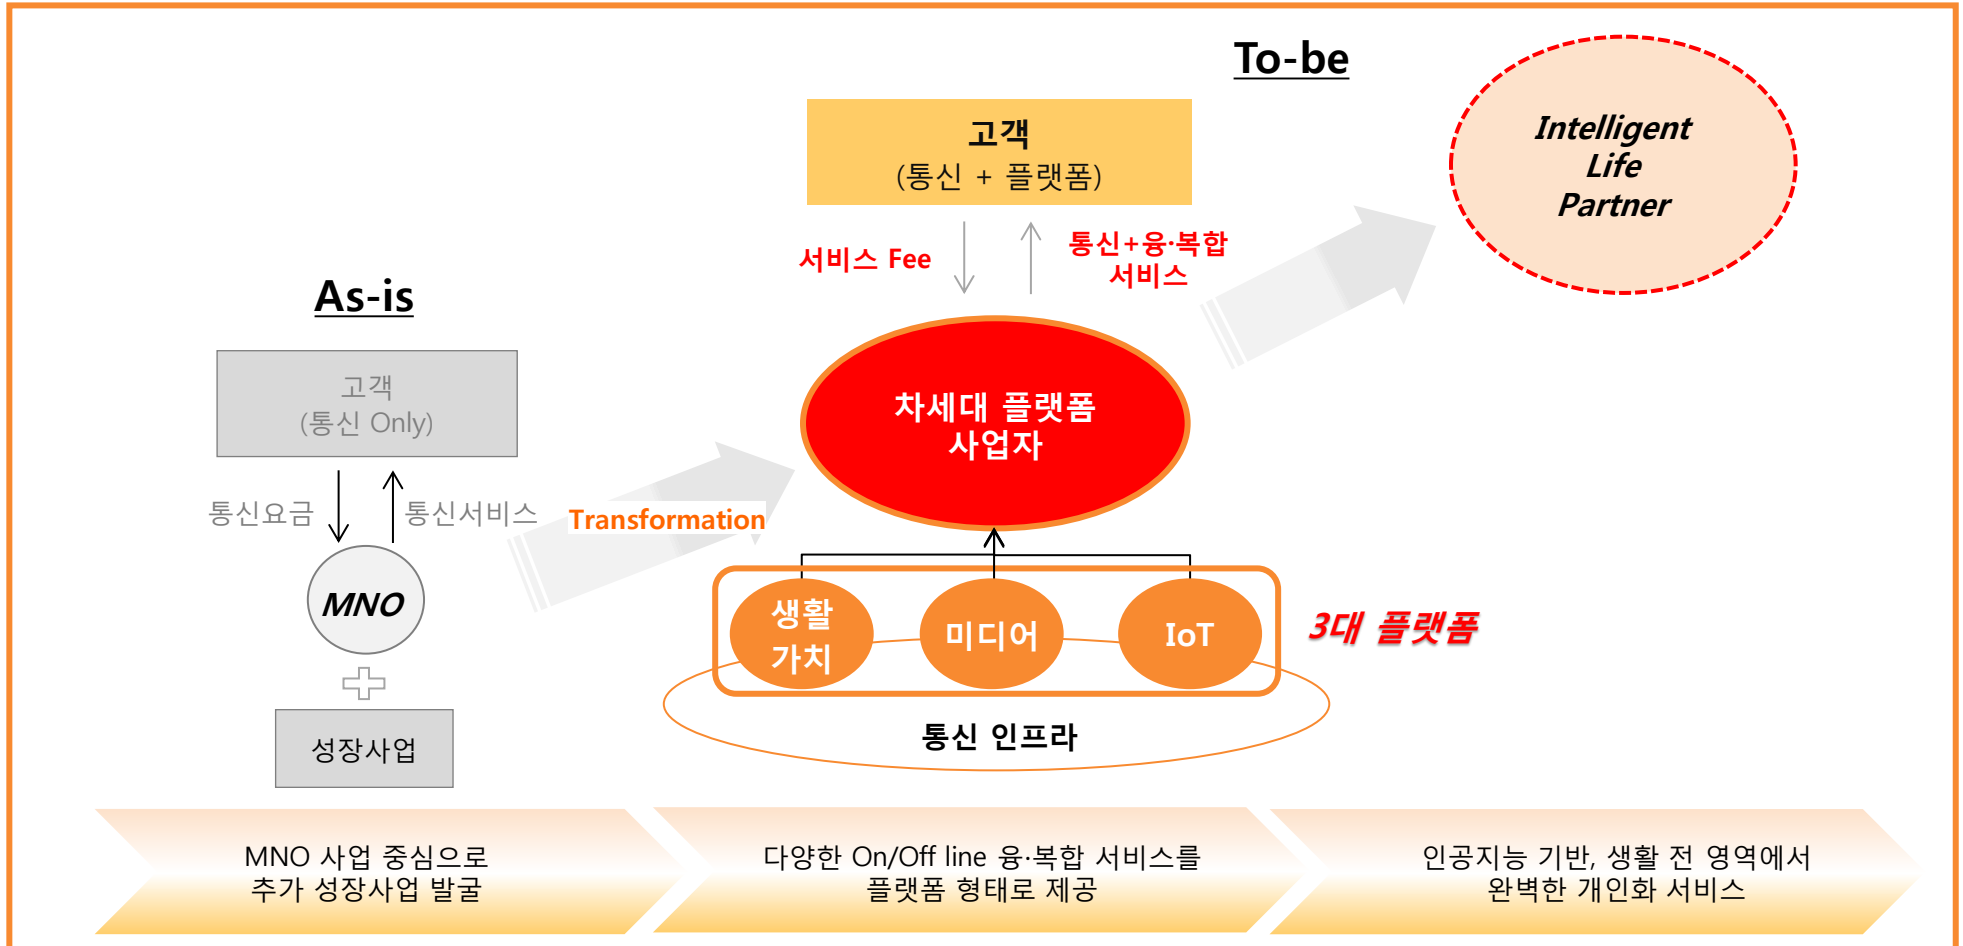 To-be
Intelligent
Life
Partner
고객
(통신 + 플랫폼)
서비스 Fee
통신+융·복합
서비스
As-is
고객
(통신 Only)
통신요금
통신서비스
MNO
성장사업
Transformation
차세대 플랫폼
사업자
생활
가치
미디어
IoT
3대 플랫폼
통신 인프라
MNO 사업 중심으로
추가 성장사업 발굴
다양한 On/Off line 융·복합 서비스를
플랫폼 형태로 제공
인공지능 기반, 생활 전 영역에서
완벽한 개인화 서비스